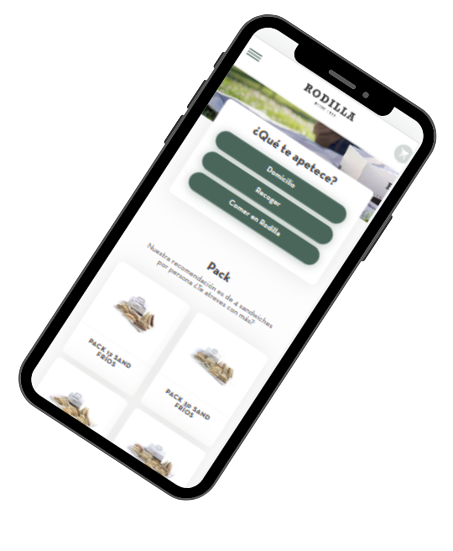 RODILLA
¿Qué te apetece?
Domicilio
Recoger
Comer en Rodilla
Pack
Nuestra recomendación es de 4 sandwiches
por persona ¿Te atreves con más?
PACK 12 SAND
FRÍOS
PACK 30 SAND
FRÍOS